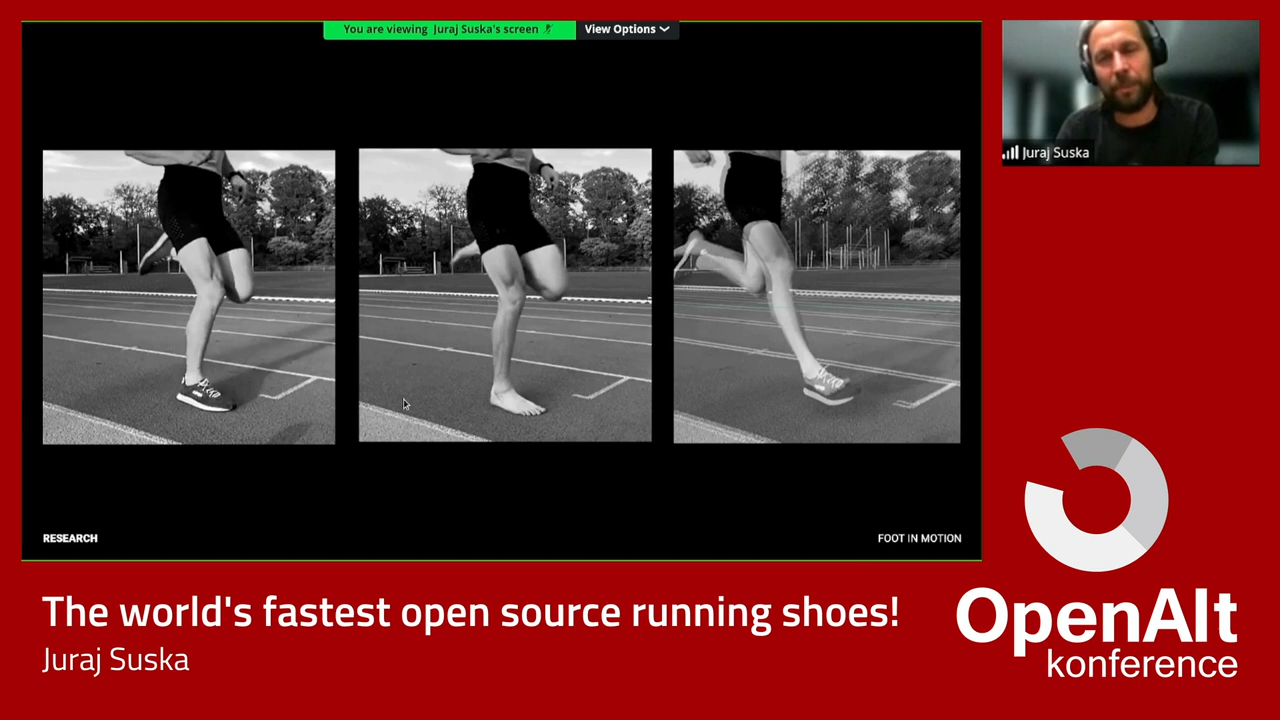 You are viewing Juraj Suska's screen
View Options
Juraj Suska
RESEARCH
FOOT IN MOTION
The world's fastest open source running shoes!
Juraj Suska
OpenAlt
konference